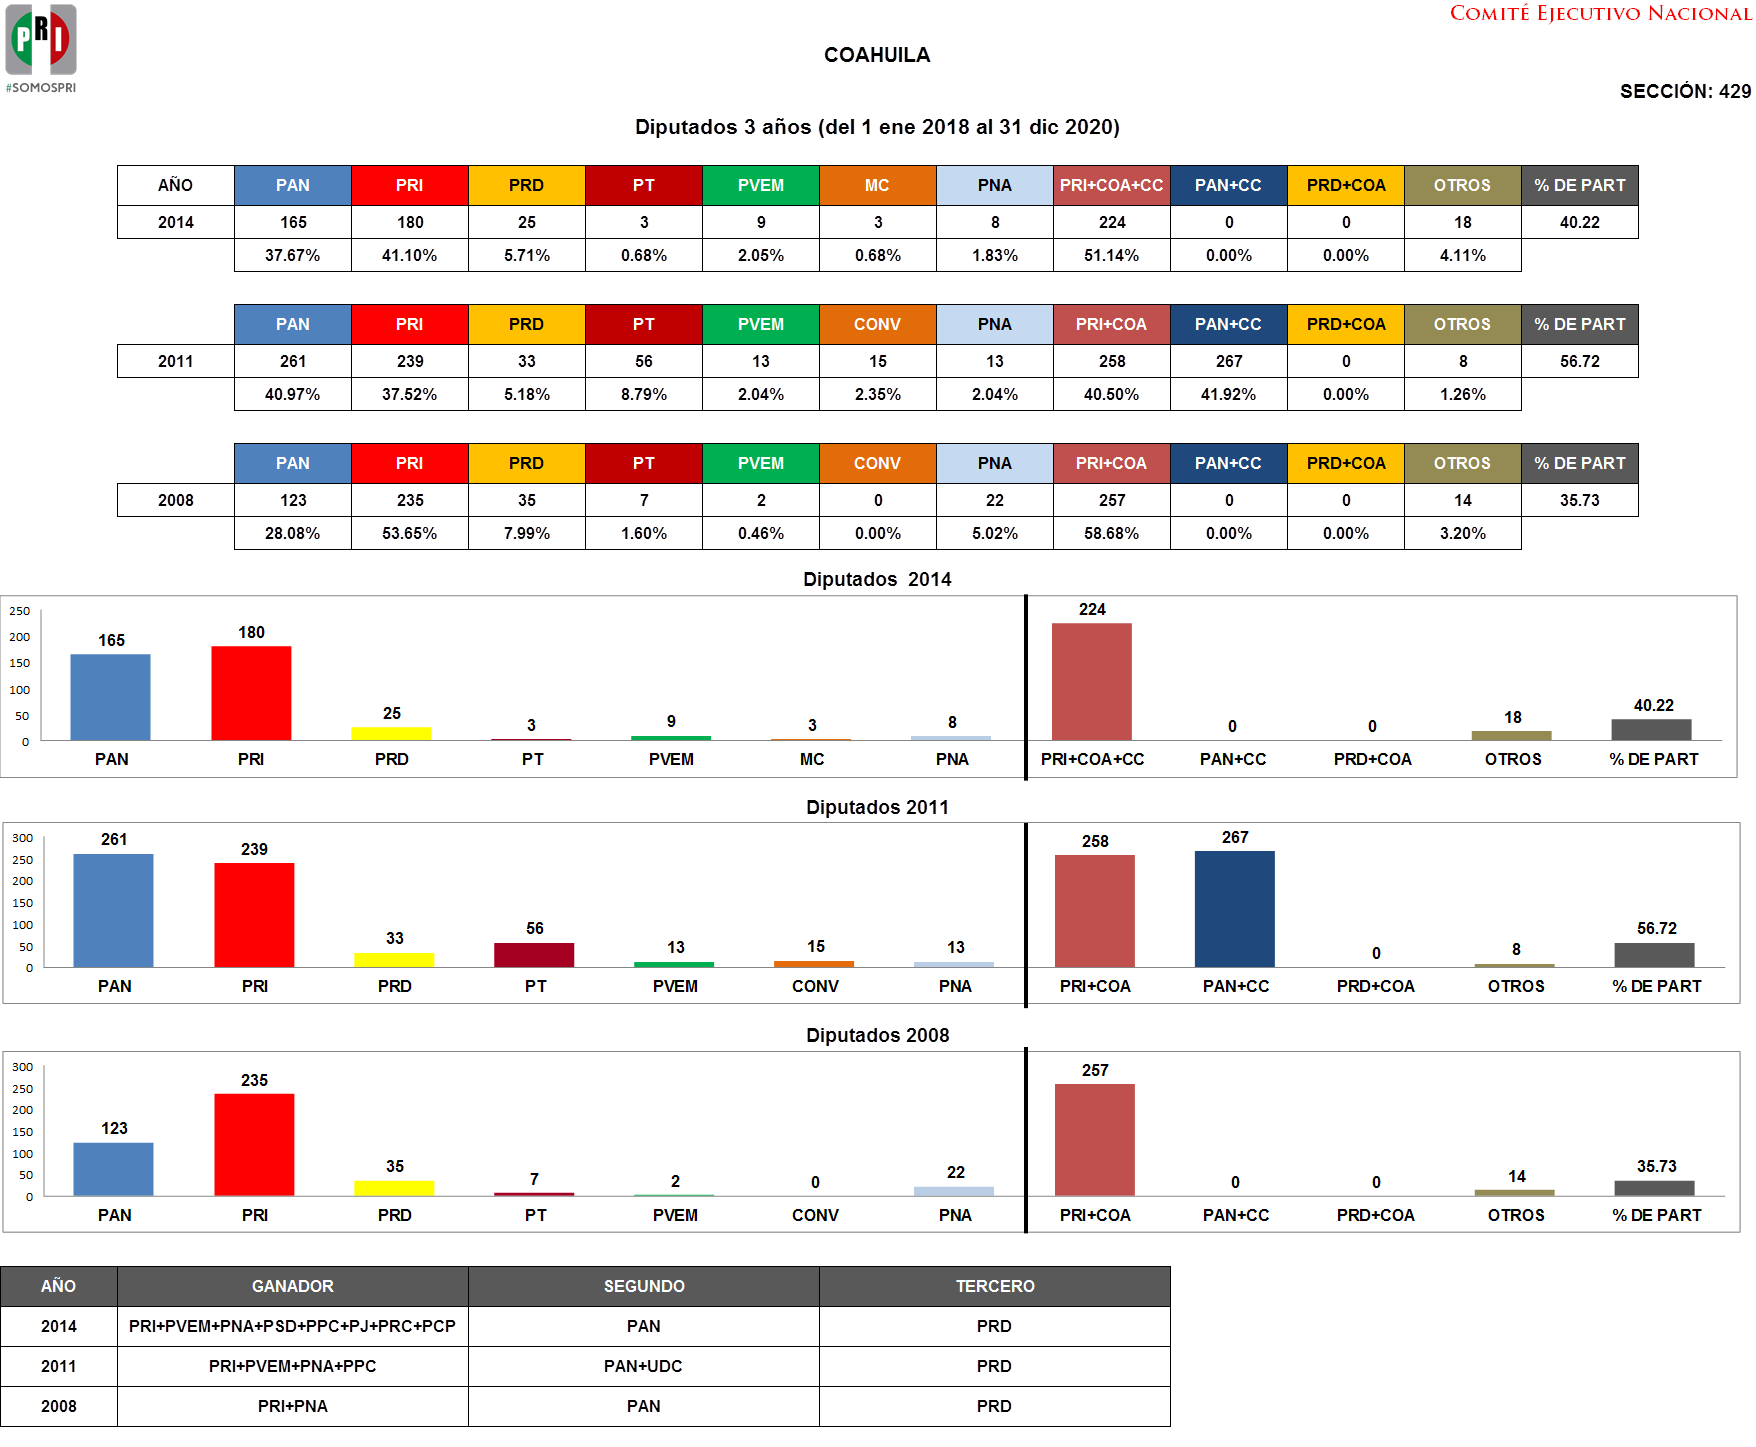 COMITÉ EJECUTIVO NACIONAL
PRI
#SOMOSPRI
COAHUILA
SECCIÓN: 429
Diputados 3 años (del 1 ene 2018 al 31 dic 2020)
AÑO PAN PRI PRD PT PVEM MC PNA PRI+COA+CC PAN+CC PRD+COA OTROS % DE PART
2014 165 180 25 3 9 3 8 224 0 0 18 40.22
37.67% 41.10% 5.71% 0.68% 2.05% 0.68% 1.83% 51.14% 0.00% 0.00% 4.11%
PAN PRI PRD PT PVEM CONV PNA PRI+COA PAN+CC PRD+COA OTROS % DE PART
2011 261 239 33 56 13 15 13 258 267 0 8 56.72
40.97% 37.52% 5.18% 8.79% 2.04% 2.35% 2.04% 40.50% 41.92% 0.00% 1.26%
PAN PRI PRD PT PVEM CONV PNA PRI+COA PAN+CC PRD+COA OTROS % DE PART
2008 123 235 35 7 2 0 22 257 0 0 14 35.73
28.08% 53.65% 7.99% 1.60% 0.46% 0.00% 5.02% 58.68% 0.00% 0.00% 3.20%
Diputados 2014
250
200
150
100
50
0
165 180 25 3 9 3 8 224 0 0 18 40.22
PAN PRI PRD PT PVEM MC PNA PRI+COA+CC PAN+CC PRD+COA OTROS % DE PART
Diputados 2011
300
250
200
150
100
50
0
261 239 33 56 13 15 13 258 267 0 8 56.72
PAN PRI PRD PT PVEM CONV PNA PRI+COA PAN+CC PRD+COA OTROS % DE PART
Diputados 2008
300
250
200
150
100
50
0
123 235 35 7 2 0 22 257 0 0 14 35.73
PAN PRI PRD PT PVEM CONV PNA PRI+COA PAN+CC PRD+COA OTROS % DE PART
AÑO GANADOR SEGUNDO TERCERO
2014 PRI+PVEM+PNA+PSD+PPC+PJ+PRC+PCP PAN PRD
2011 PRI+PVEM+PNA+PPC PAN+UDC PRD
2008 PRI+PNA PAN PRD